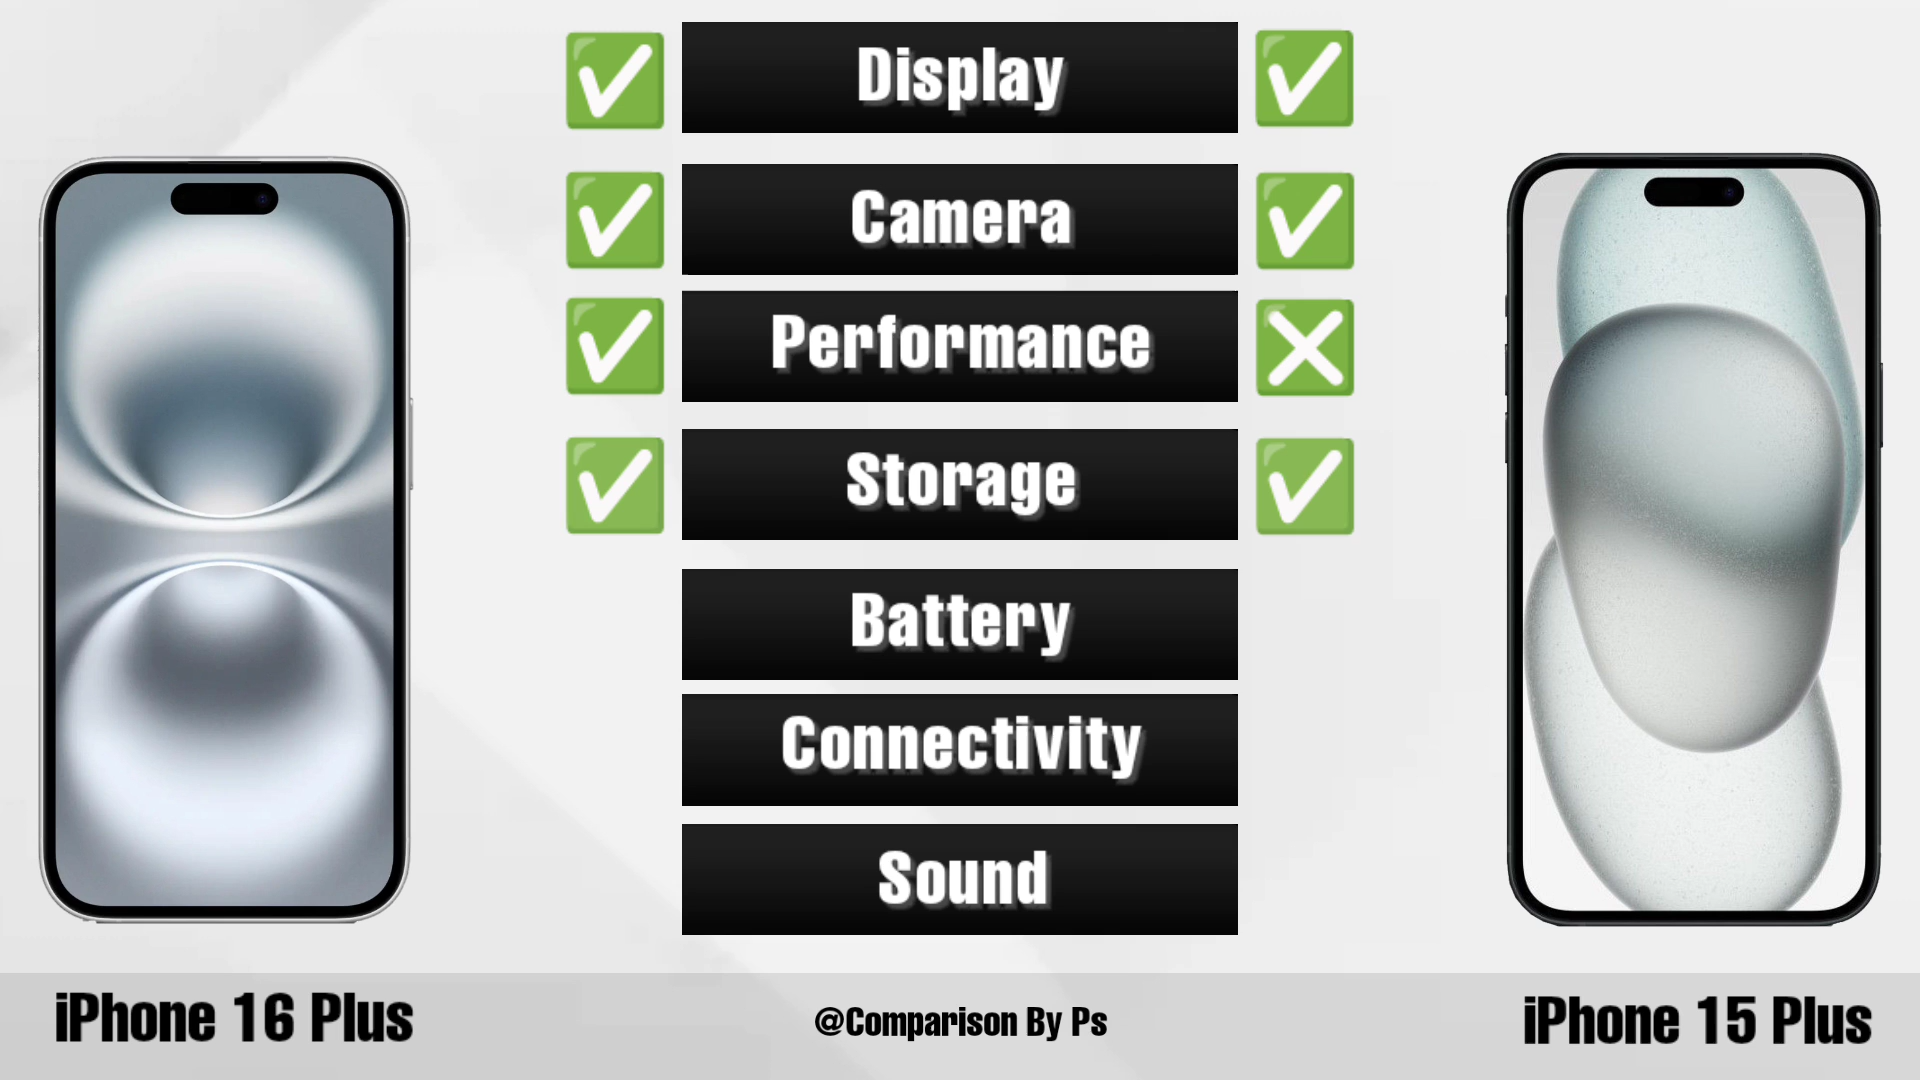 Display
Camera
Performance
Storage
Battery
Connectivity
Sound
iPhone 16 Plus
@Comparison By Ps
iPhone 15 Plus